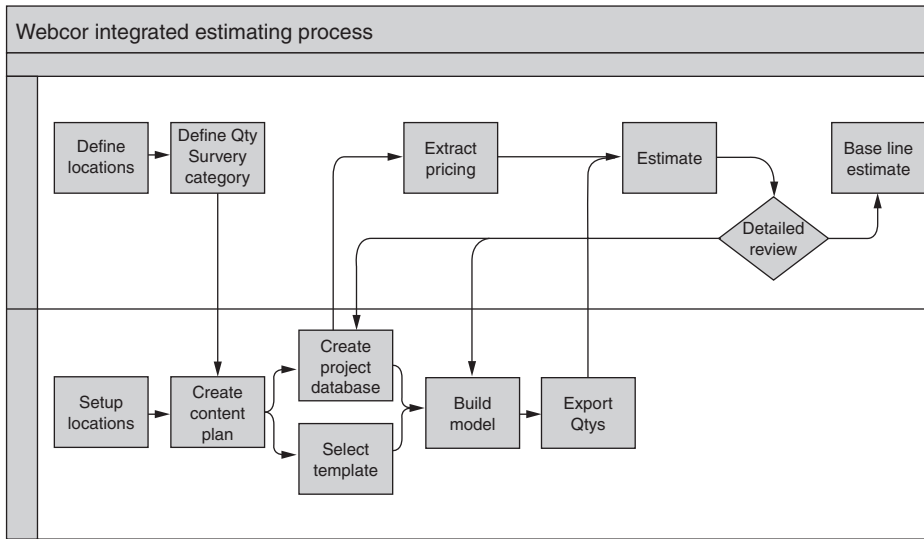 Webcor integrated estimating process
Define
locations
Define Qty
Survery
category
Extract
pricing
Estimate
Base line
estimate
Detailed
review
Setup
locations
Create
content
plan
Create
project
database
Select
template
Build
model
Export
Qtys